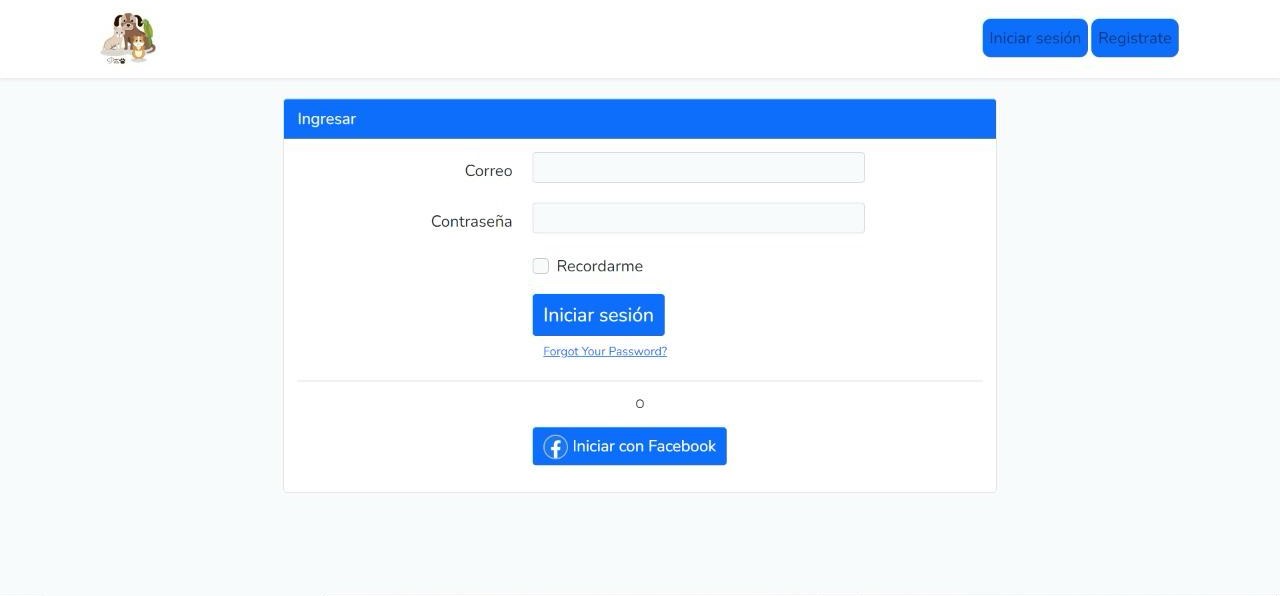 Iniciar sesión Registrate
Ingresar
Correo
Contraseña
Recordarme
Iniciar sesión
Forgot Your Password?
O
Iniciar con Facebook